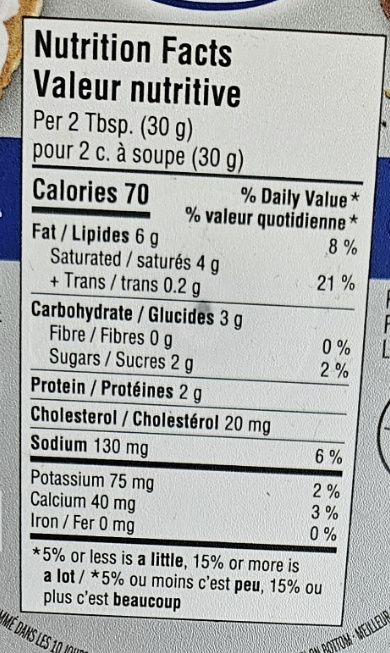 Nutrition Facts
Valeur nutritive
Per 2 Tbsp. (30 g)
pour 2 c. à soupe (30 g)
Calories 70
% Daily Value*
% valeur quotidienne*
Fat / Lipides 6 g 8 %
Saturated / saturés 4 g
+ Trans / trans 0.2 g 21 %
Carbohydrate / Glucides 3 g
Fibre / Fibres 0 g 0 %
Sugars / Sucres 2 g 2 %
Protein / Protéines 2 g
Cholesterol / Cholestérol 20 mg
Sodium 130 mg 6 %
Potassium 75 mg 2 %
Calcium 40 mg 3 %
Iron / Fer 0 mg 0 %
*5% or less is a little, 15% or more is
a lot / *5% ou moins c'est peu, 15% ou
plus c'est beaucoup
DANS LES 10
BOTTOM